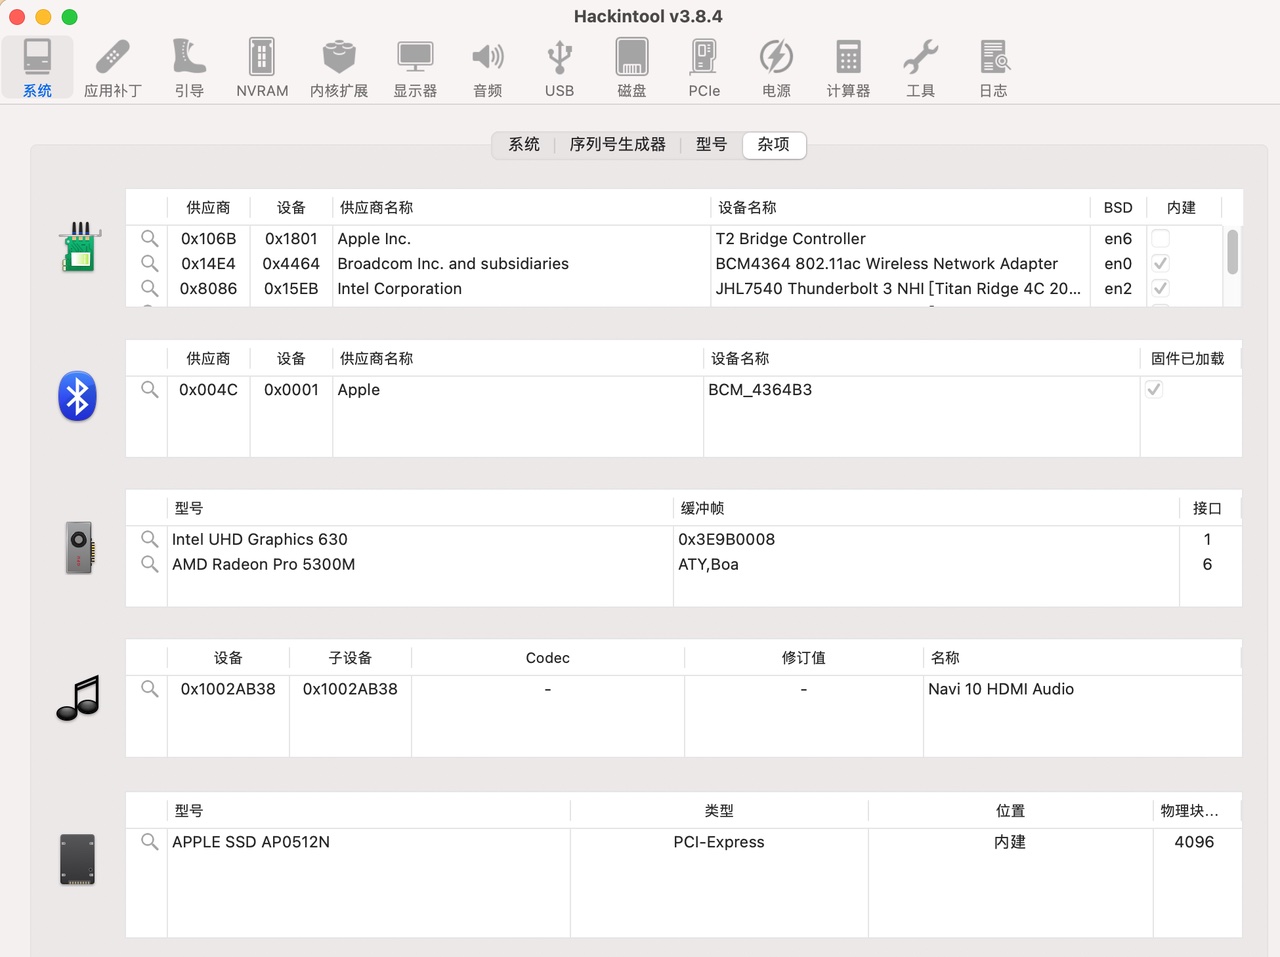 Hackintool v3.8.4
系统 应用补丁 引导 NVRAM 内核扩展 显示器 音频 USB 磁盘 PCIe 电源 计算器 工具 日志
系统 序列号生成器 型号 杂项
供应商 设备 供应商名称 设备名称 BSD 内建
0x106B 0x1801 Apple Inc. T2 Bridge Controller en6
0x14E4 0x4464 Broadcom Inc. and subsidiaries BCM4364 802.11ac Wireless Network Adapter en0
0x8086 0x15EB Intel Corporation JHL7540 Thunderbolt 3 NHI [Titan Ridge 4C 20... en2
供应商 设备 供应商名称 设备名称 固件已加载
0x004C 0x0001 Apple BCM_4364B3
型号 缓冲帧 接口
Intel UHD Graphics 630 0x3E9B0008 1
AMD Radeon Pro 5300M ATY,Boa 6
设备 子设备 Codec 修订值 名称
0x1002AB38 0x1002AB38 - - Navi 10 HDMI Audio
型号 类型 位置 物理块...
APPLE SSD AP0512N PCI-Express 内建 4096